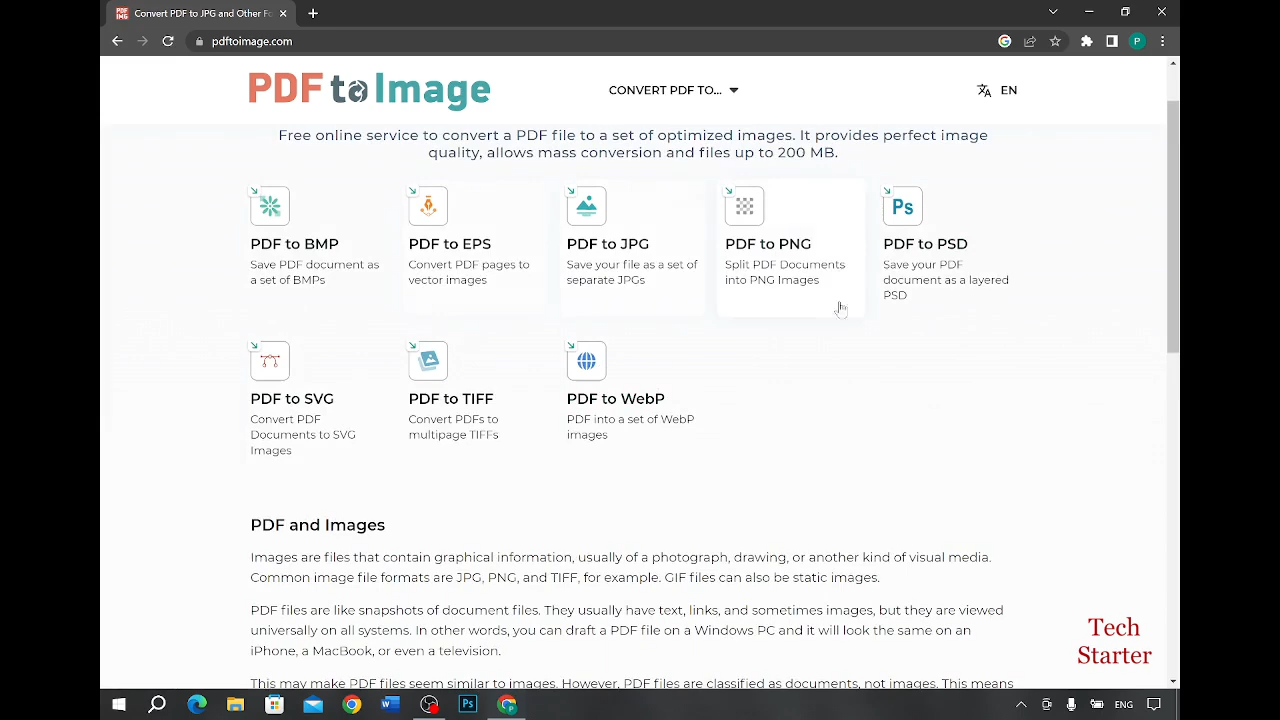 PDF IMG
Convert PDF to JPG and Other Fo
pdftoimage.com
P
PDF to Image
CONVERT PDF TO...
EN
Free online service to convert a PDF file to a set of optimized images. It provides perfect image
quality, allows mass conversion and files up to 200 MB.
Ps
PDF to BMP
Save PDF document as
a set of BMPs
PDF to EPS
Convert PDF pages to
vector images
PDF to JPG
Save your file as a set of
separate JPGs
PDF to PNG
Split PDF Documents
into PNG Images
PDF to PSD
Save your PDF
document as a layered
PSD
PDF to SVG
Convert PDF
Documents to SVG
Images
PDF to TIFF
Convert PDFs to
multipage TIFFs
PDF to WebP
PDF into a set of WebP
images
PDF and Images
Images are files that contain graphical information, usually of a photograph, drawing, or another kind of visual media.
Common image file formats are JPG, PNG, and TIFF, for example. GIF files can also be static images.
PDF files are like snapshots of document files. They usually have text, links, and sometimes images, but they are viewed
universally on all systems. In other words, you can draft a PDF file on a Windows PC and it will look the same on an
iPhone, a MacBook, or even a television.
This may make PDF files seem similar to images. However, PDF files are classified as documents, not images. This means
Tech
Starter
W
Ps
ENG